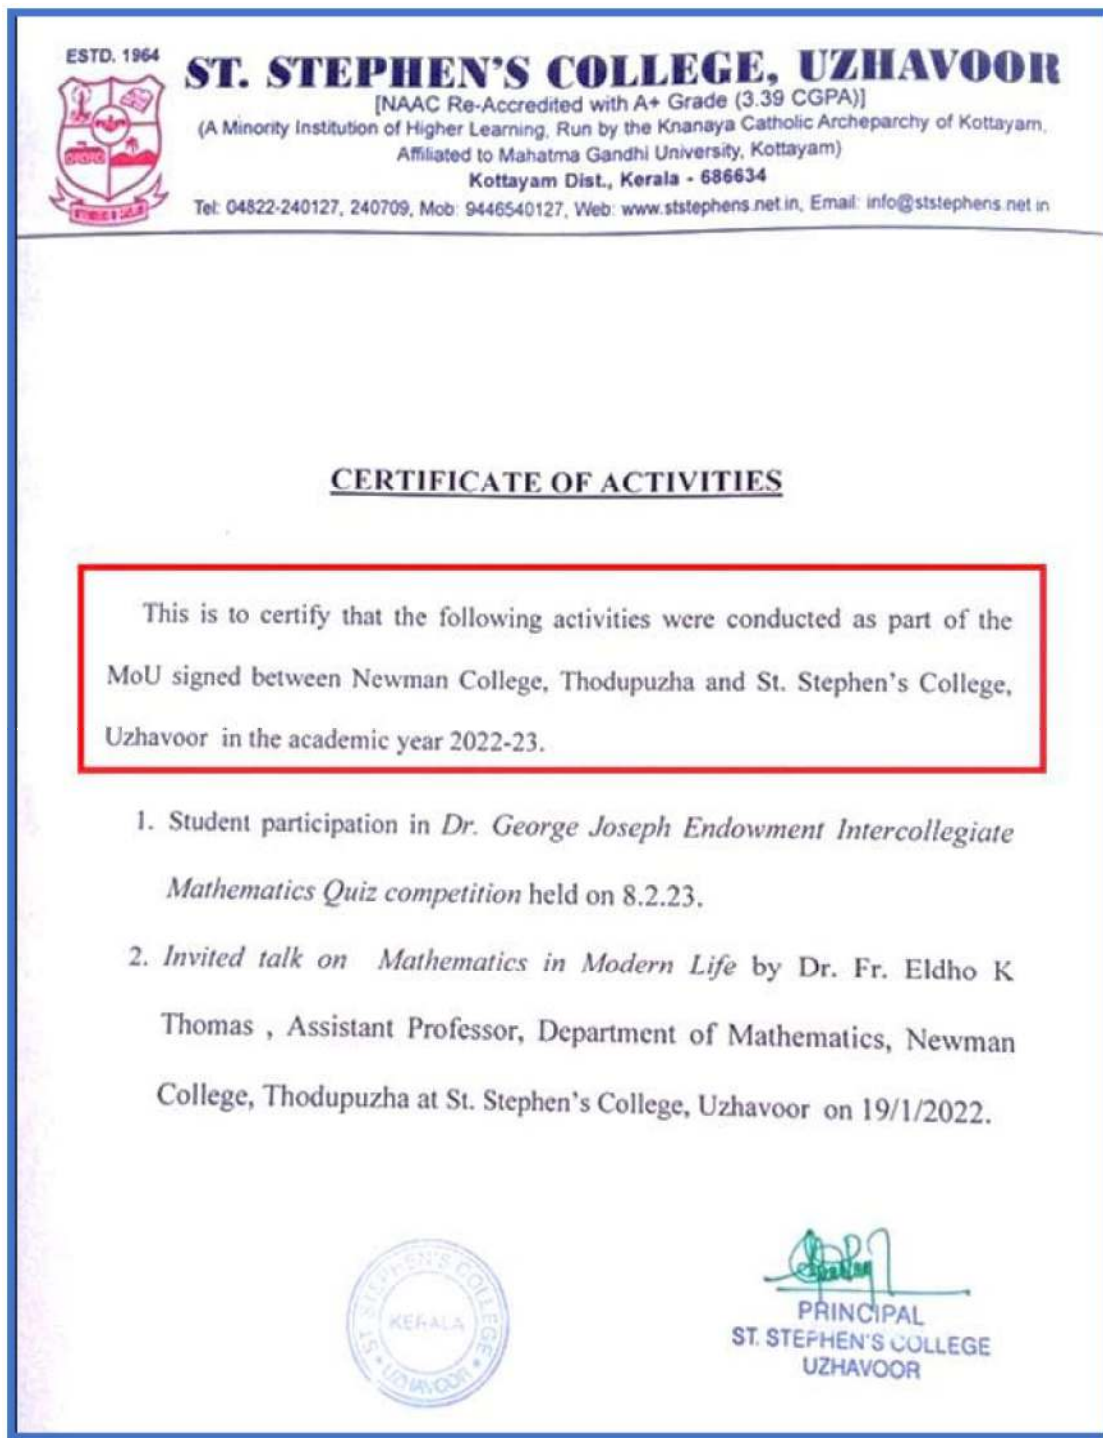 ESTD. 1964
ST. STEPHEN'S COLLEGE, UZHAVOOR
[NAAC Re-Accredited with A+ Grade (3.39 CGPA)]
(A Minority Institution of Higher Learning, Run by the Knanaya Catholic Archeparchy of Kottayam,
Affiliated to Mahatma Gandhi University, Kottayam)
Kottayam Dist., Kerala - 686634
Tel: 04822-240127, 240709, Mob: 9446540127, Web: www.ststephens.net.in, Email: info@ststephens.net.in
CERTIFICATE OF ACTIVITIES
This is to certify that the following activities were conducted as part of the
MoU signed between Newman College, Thodupuzha and St. Stephen's College,
Uzhavoor in the academic year 2022-23.
1. Student participation in Dr. George Joseph Endowment Intercollegiate
Mathematics Quiz competition held on 8.2.23.
2. Invited talk on Mathematics in Modern Life by Dr. Fr. Eldho K
Thomas , Assistant Professor, Department of Mathematics, Newman
College, Thodupuzha at St. Stephen's College, Uzhavoor on 19/1/2022.
ST STEPHEN'S COLLEGE
KERALA
UZHAVOOR
PRINCIPAL
ST. STEPHEN'S COLLEGE
UZHAVOOR